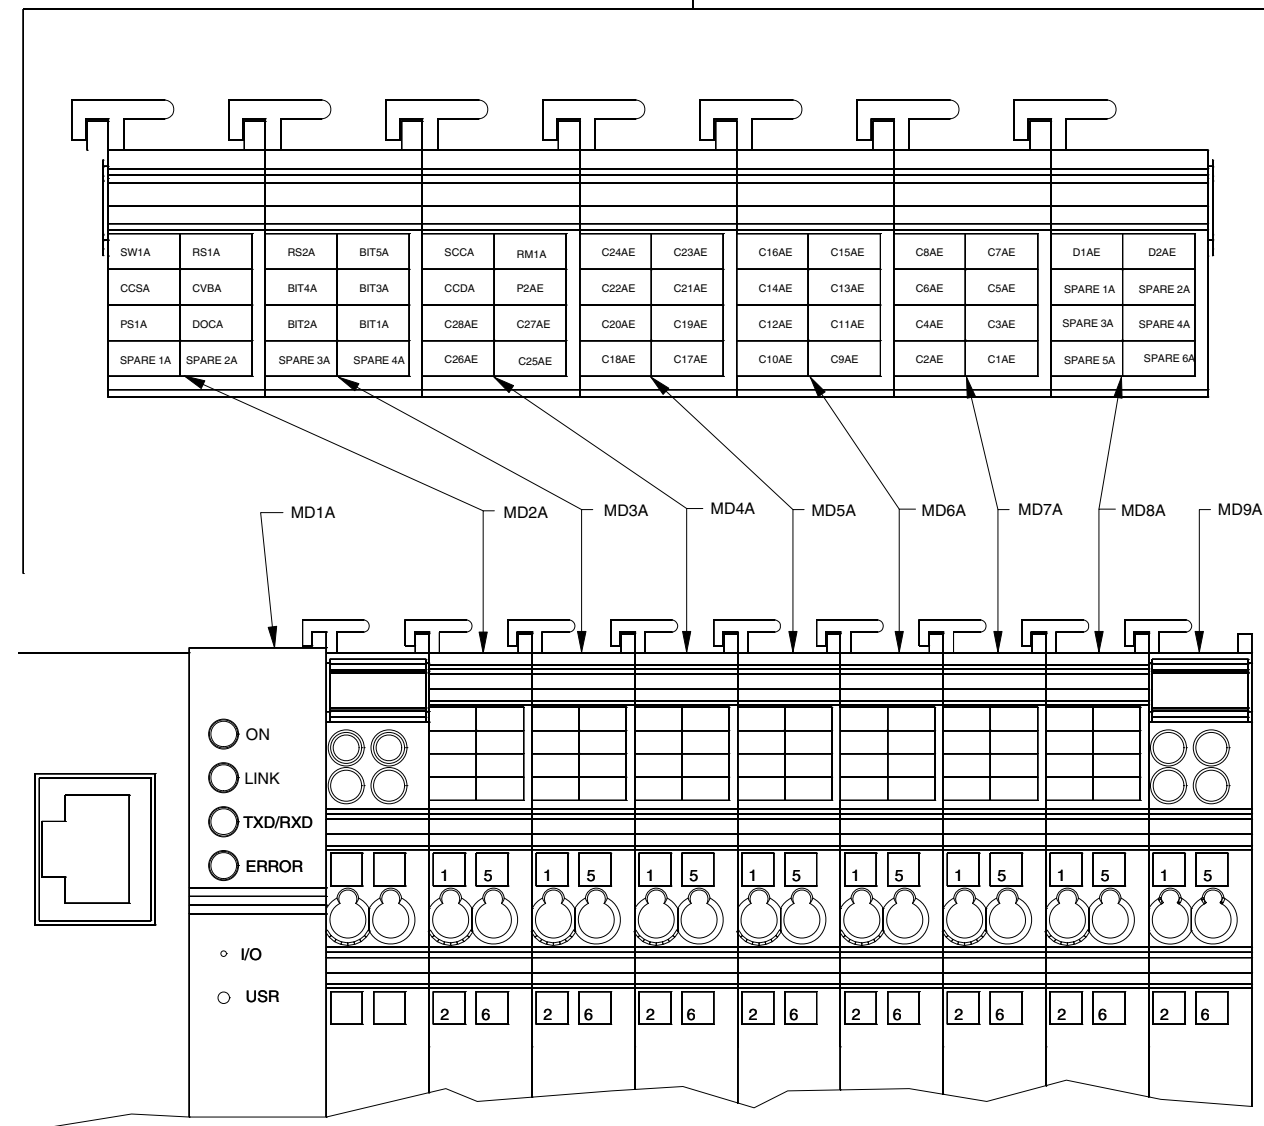 SW1A RS1A RS2A BIT5A SCCA RM1A C24AE C23AE C16AE C15AE C8AE C7AE D1AE D2AE
CCSA CVBA BIT4A BIT3A CCDA P2AE C22AE C21AE C14AE C13AE C6AE C5AE SPARE 1A SPARE 2A
PS1A DOCA BIT2A BIT1A C28AE C27AE C20AE C19AE C12AE C11AE C4AE C3AE SPARE 3A SPARE 4A
SPARE 1A SPARE 2A SPARE 3A SPARE 4A C26AE C25AE C18AE C17AE C10AE C9AE C2AE C1AE SPARE 5A SPARE 6A
MD1A MD2A MD3A MD4A MD5A MD6A MD7A MD8A MD9A
ON
LINK
TXD/RXD
ERROR
1 5 1 5 1 5 1 5 1 5 1 5 1 5 1 5
I/O
USR
2 6 2 6 2 6 2 6 2 6 2 6 2 6 2 6